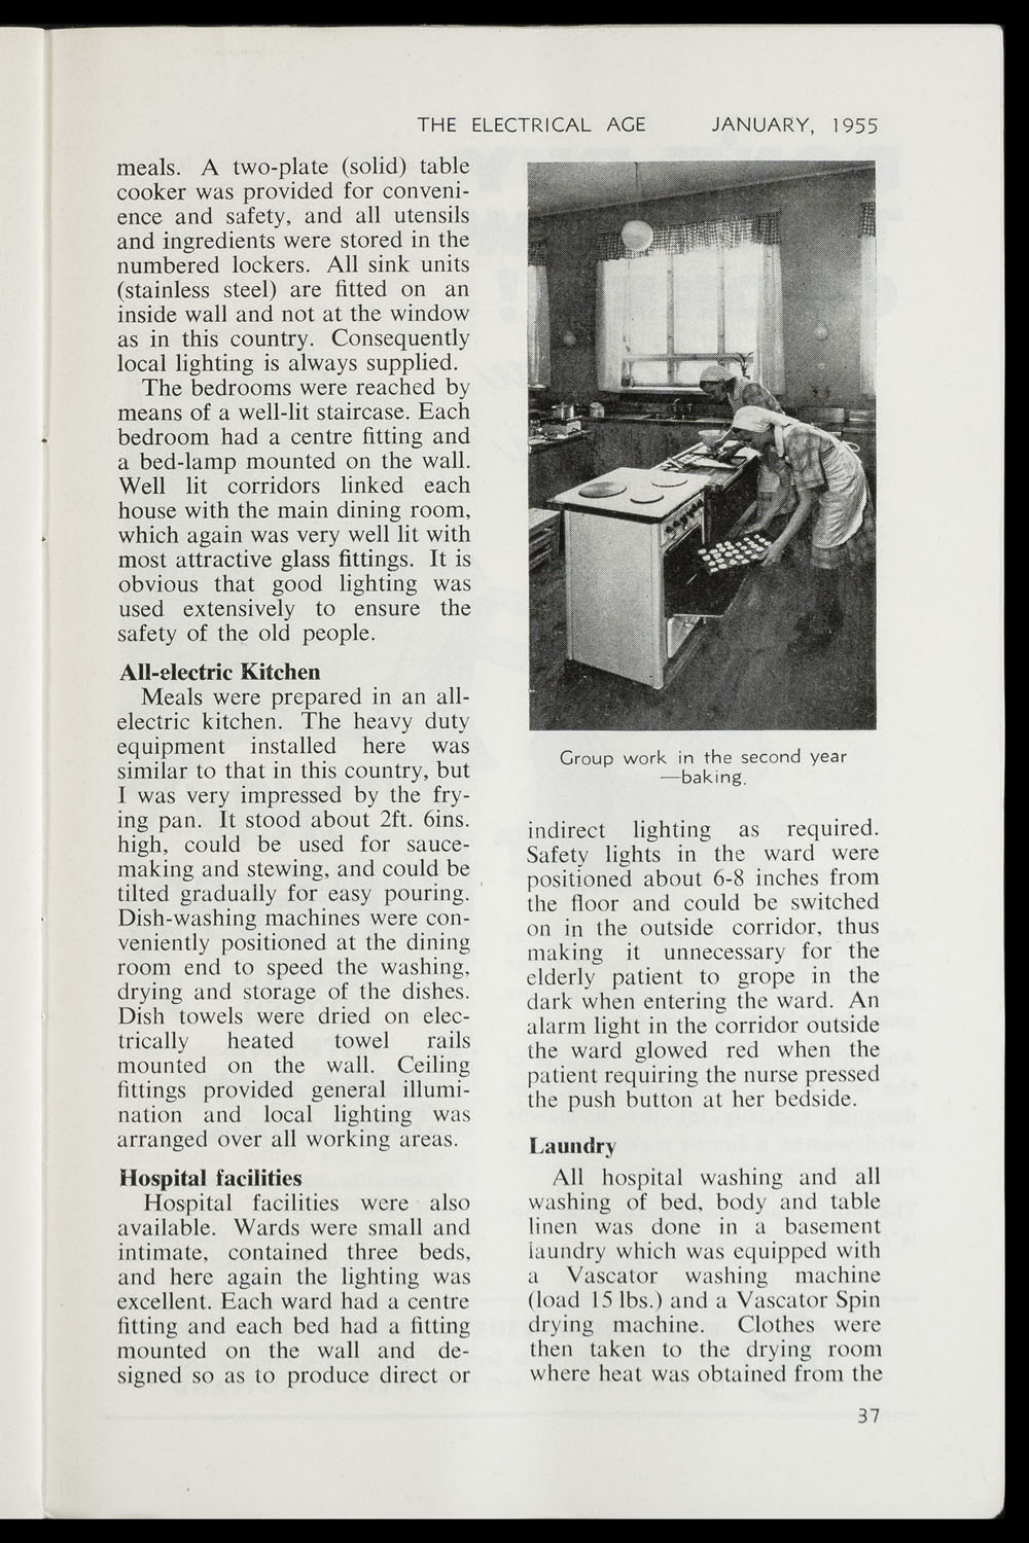 THE ELECTRICAL AGE JANUARY, 1955
meals. A two-plate (solid) table
cooker was provided for conveni-
ence and safety, and all utensils
and ingredients were stored in the
numbered lockers. All sink units
(stainless steel) are fitted on an
inside wall and not at the window
as in this country. Consequently
local lighting is always supplied.
The bedrooms were reached by
means of a well-lit staircase. Each
bedroom had a centre fitting and
a bed-lamp mounted on the wall.
Well lit corridors linked each
house with the main dining room,
which again was very well lit with
most attractive glass fittings. It is
obvious that good lighting was
used extensively to ensure the
safety of the old people.
All-electric Kitchen
Meals were prepared in an all-
electric kitchen. The heavy duty
equipment installed here was
similar to that in this country, but
I was very impressed by the fry-
ing pan. It stood about 2ft. 6ins.
high, could be used for sauce-
making and stewing, and could be
tilted gradually for easy pouring.
Dish-washing machines were con-
veniently positioned at the dining
room end to speed the washing,
drying and storage of the dishes.
Dish towels were dried on elec-
trically heated towel rails
mounted on the wall. Ceiling
fittings provided general illumi-
nation and local lighting was
arranged over all working areas.
Hospital facilities
Hospital facilities were also
available. Wards were small and
intimate, contained three beds,
and here again the lighting was
excellent. Each ward had a centre
fitting and each bed had a fitting
mounted on the wall and de-
signed so as to produce direct or
Group work in the second year
—baking.
indirect lighting as required.
Safety lights in the ward were
positioned about 6-8 inches from
the floor and could be switched
on in the outside corridor, thus
making it unnecessary for the
elderly patient to grope in the
dark when entering the ward. An
alarm light in the corridor outside
the ward glowed red when the
patient requiring the nurse pressed
the push button at her bedside.
Laundry
All hospital washing and all
washing of bed, body and table
linen was done in a basement
laundry which was equipped with
a Vascator washing machine
(load 15 lbs.) and a Vascator Spin
drying machine. Clothes were
then taken to the drying room
where heat was obtained from the
37